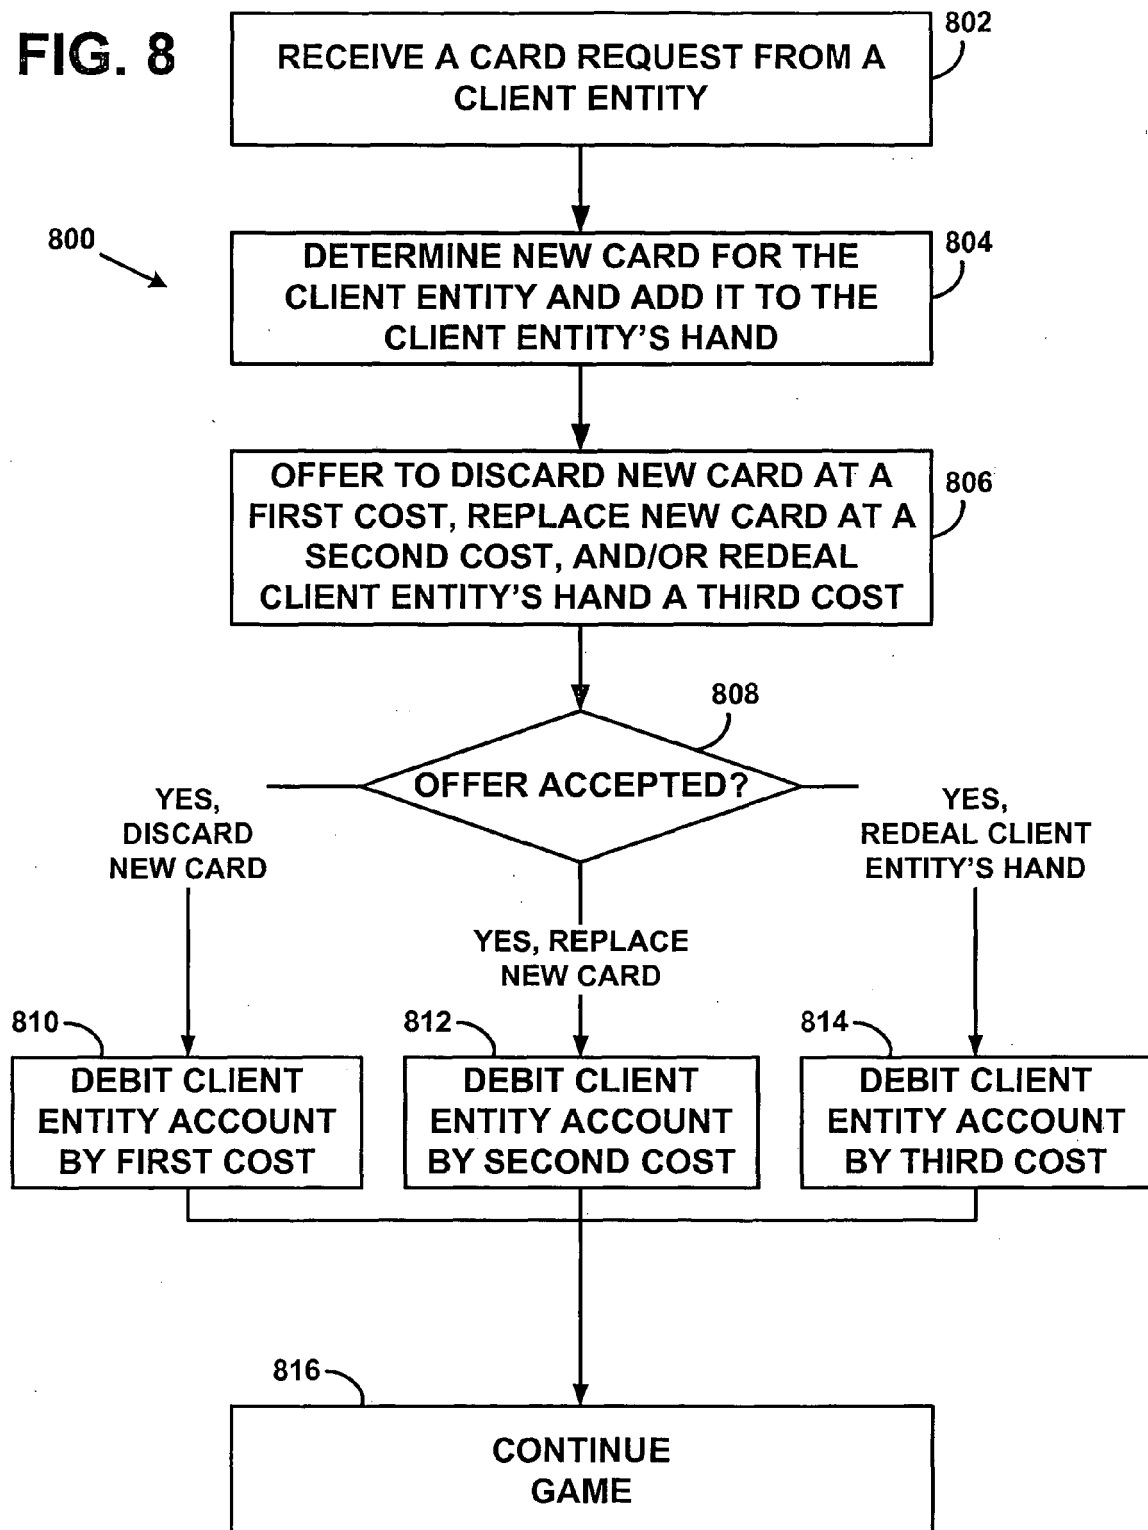 FIG. 8
802
RECEIVE A CARD REQUEST FROM A
CLIENT ENTITY
800
804
DETERMINE NEW CARD FOR THE
CLIENT ENTITY AND ADD IT TO THE
CLIENT ENTITY'S HAND
806
OFFER TO DISCARD NEW CARD AT A
FIRST COST, REPLACE NEW CARD AT A
SECOND COST, AND/OR REDEAL
CLIENT ENTITY'S HAND A THIRD COST
808
OFFER ACCEPTED?
YES,
DISCARD
NEW CARD
YES, REPLACE
NEW CARD
YES,
REDEAL CLIENT
ENTITY'S HAND
810
DEBIT CLIENT
ENTITY ACCOUNT
BY FIRST COST
812
DEBIT CLIENT
ENTITY ACCOUNT
BY SECOND COST
814
DEBIT CLIENT
ENTITY ACCOUNT
BY THIRD COST
816
CONTINUE
GAME